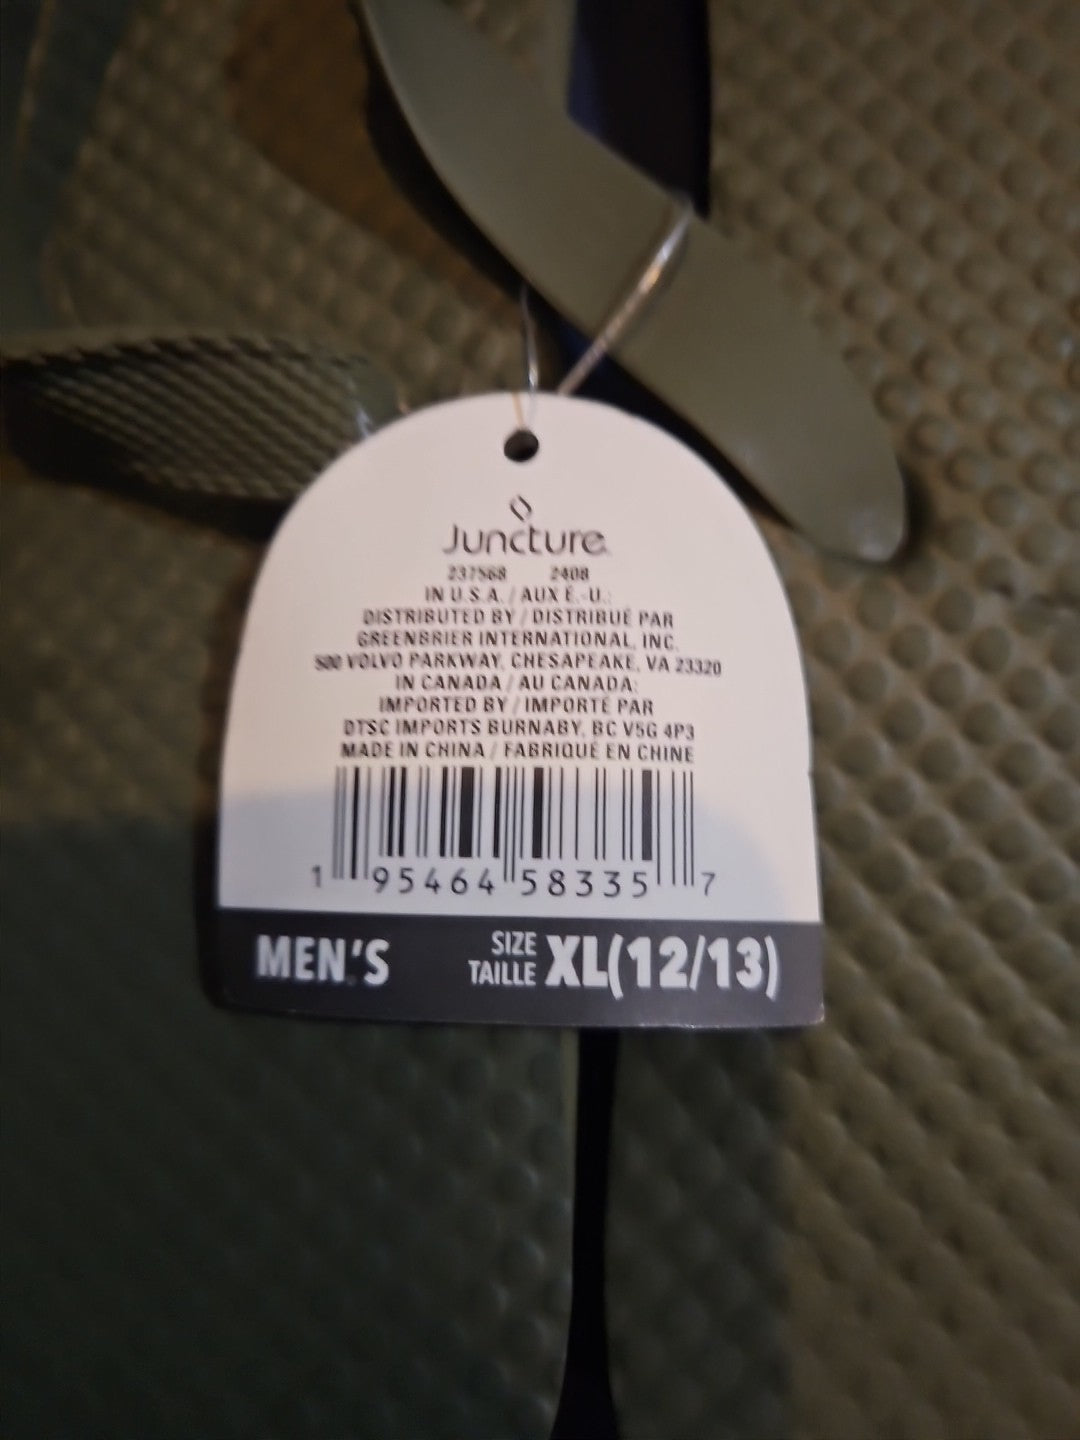 Juncture
237568 2408
IN U.S.A. / AUX É.-U.:
DISTRIBUTED BY / DISTRIBUÉ PAR
GREENBRIER INTERNATIONAL, INC.
500 VOLVO PARKWAY, CHESAPEAKE, VA 23320
IN CANADA / AU CANADA:
IMPORTED BY / IMPORTÉ PAR
DTSC IMPORTS BURNABY, BC V5G 4P3
MADE IN CHINA / FABRIQUÉ EN CHINE
1 95464 58335 7
MEN'S SIZE TAILLE XL(12/13)